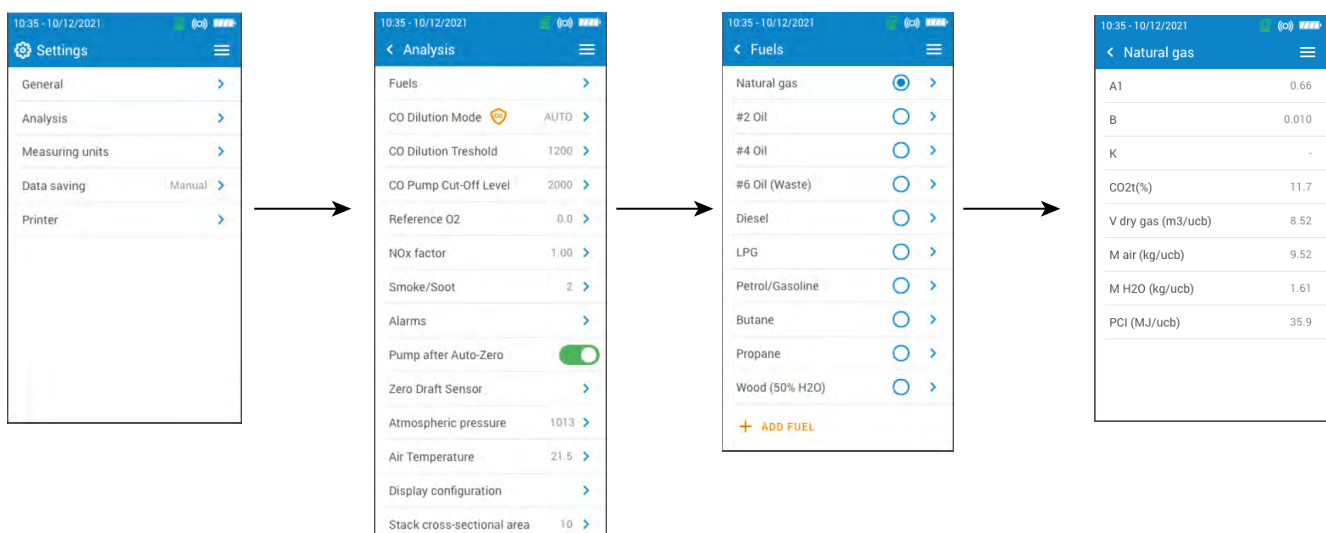 10:35 - 10/12/2021
Settings
General
Analysis
Measuring units
Data saving Manual
Printer
10:35 - 10/12/2021
Analysis
Fuels
CO Dilution Mode CO AUTO
CO Dilution Treshold 1200
CO Pump Cut-Off Level 2000
Reference O2 0.0
NOx factor 1.00
Smoke/Soot 2
Alarms
Pump after Auto-Zero
Zero Draft Sensor
Atmospheric pressure 1013
Air Temperature 21.5
Display configuration
Stack cross-sectional area 10
10:35 - 10/12/2021
Fuels
Natural gas
#2 Oil
#4 Oil
#6 Oil (Waste)
Diesel
LPG
Petrol/Gasoline
Butane
Propane
Wood (50% H2O)
+ ADD FUEL
10:35 - 10/12/2021
Natural gas
A1 0.66
B 0.010
K -
CO2t(%) 11.7
V dry gas (m3/ucb) 8.52
M air (kg/ucb) 9.52
M H2O (kg/ucb) 1.61
PCI (MJ/ucb) 35.9